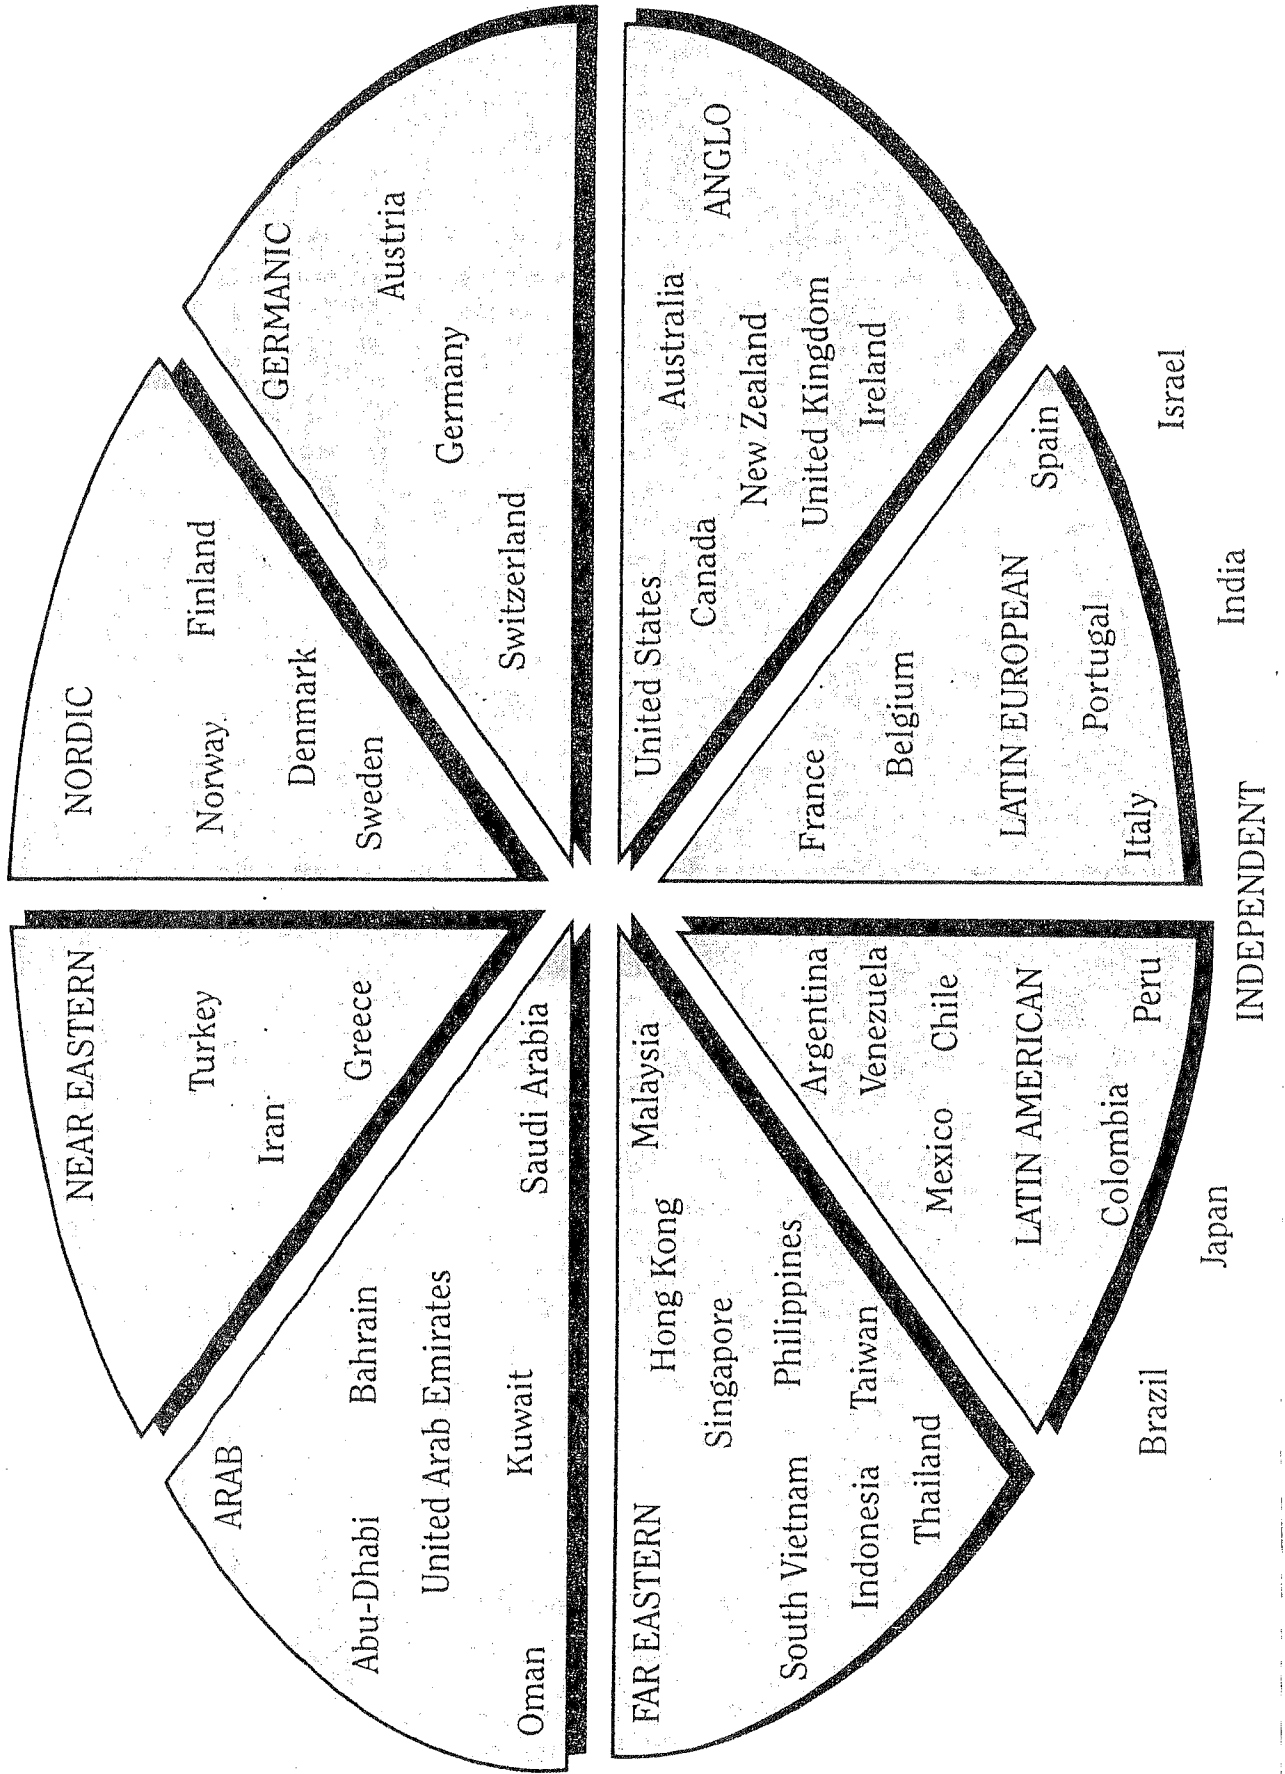 NEAR EASTERN
Turkey
Iran
Greece
NORDIC
Finland
Norway
Denmark
Sweden
GERMANIC
Austria
Germany
Switzerland
ARAB
Abu-Dhabi
Bahrain
United Arab Emirates
Kuwait
Oman
Saudi Arabia
FAR EASTERN
Malaysia
Hong Kong
Singapore
South Vietnam
Philippines
Indonesia
Taiwan
Thailand
LATIN AMERICAN
Argentina
Venezuela
Mexico
Chile
Colombia
Peru
LATIN EUROPEAN
France
Belgium
Spain
Portugal
Italy
ANGLO
United States
Australia
Canada
New Zealand
United Kingdom
Ireland
Brazil
Japan
India
Israel
INDEPENDENT